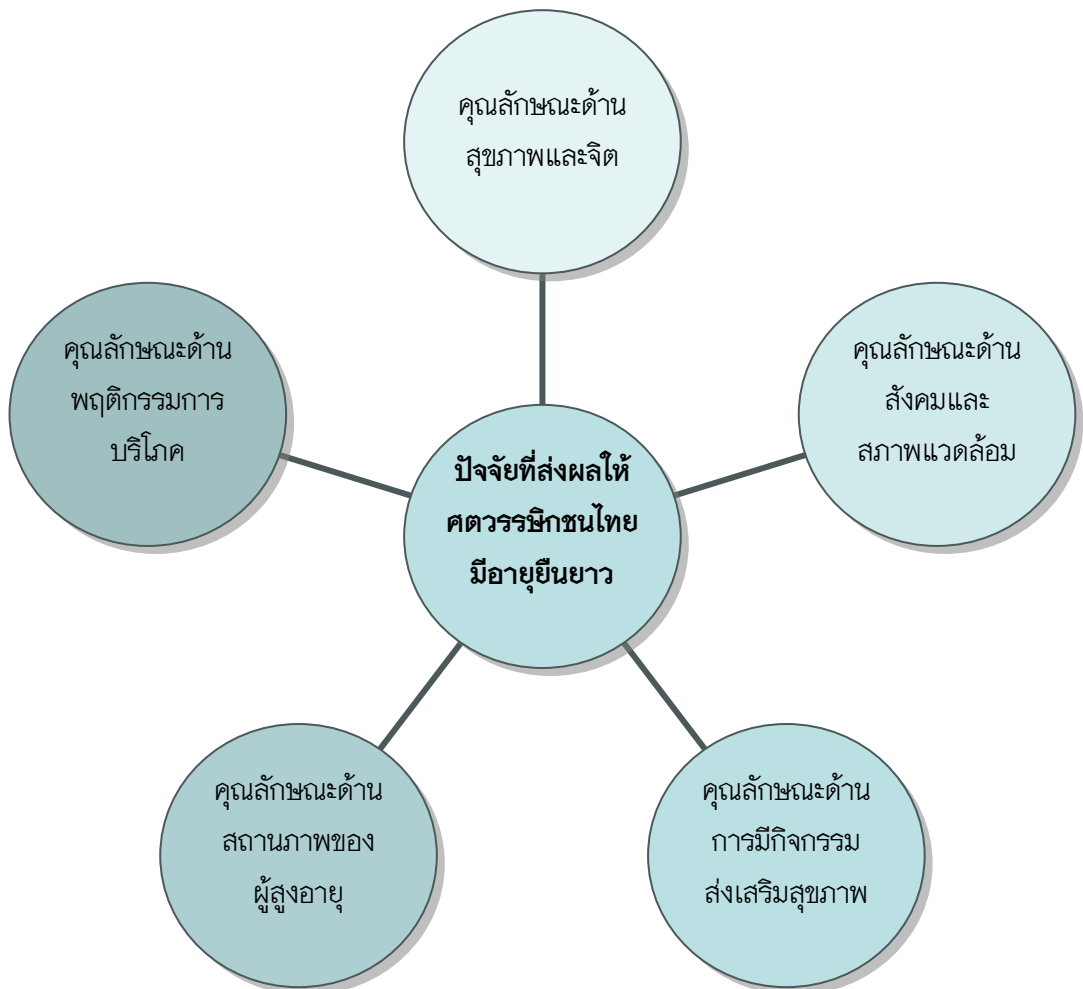 คุณลักษณะด้าน
สุขภาพและจิต
คุณลักษณะด้าน
พฤติกรรมการ
บริโภค
คุณลักษณะด้าน
สังคมและ
สภาพแวดล้อม
ปัจจัยที่ส่งผลให้
ศตวรรษิกชนไทย
มีอายุยืนยาว
คุณลักษณะด้าน
สถานภาพของ
ผู้สูงอายุ
คุณลักษณะด้าน
การมีกิจกรรม
ส่งเสริมสุขภาพ